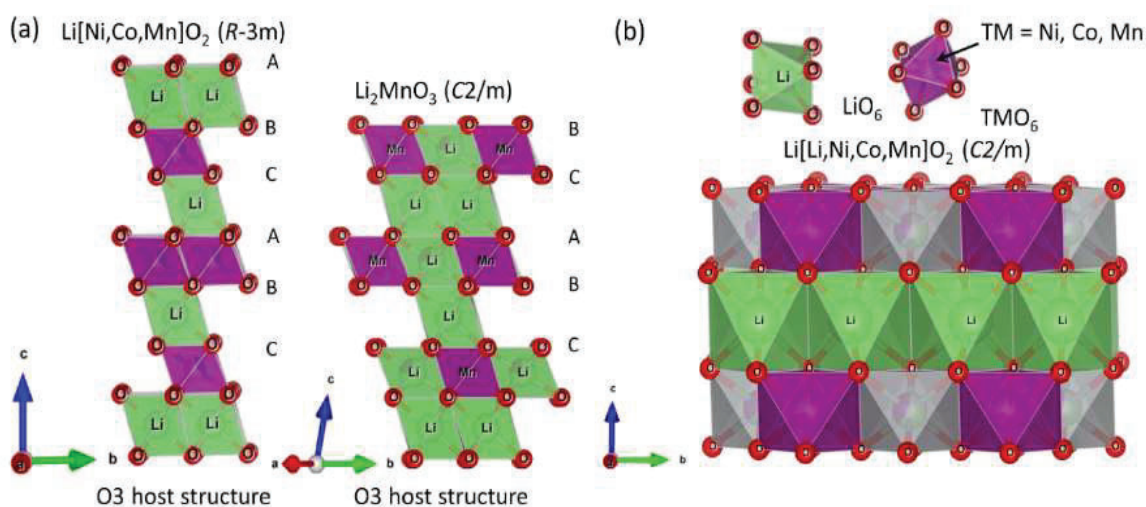 (a)
Li[Ni,Co,Mn]O2 (R-3m)
A
Li Li
B
C
Li
A
B
Li
C
Li Li
c
a
b
O3 host structure
Li2MnO3 (C2/m)
B
Mn Li Mn
C
Li Li
A
Mn Li Mn
B
Li
C
Li Mn Li
Li Li
c
a
b
O3 host structure
(b)
TM = Ni, Co, Mn
Li
LiO6
TMO6
Li[Li,Ni,Co,Mn]O2 (C2/m)
O O O O O O O O O
Li Li Li Li
c
b